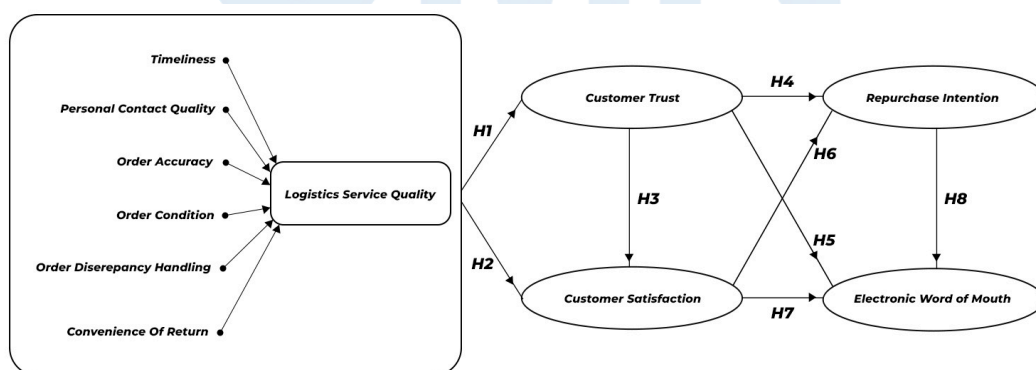 Timeliness
Personal Contact Quality
Order Accuracy
Order Condition
Order Diserepancy Handling
Convenience Of Return
Logistics Service Quality
H1
H2
Customer Trust
H3
Customer Satisfaction
H4
H6
H5
H7
Repurchase Intention
H8
Electronic Word of Mouth